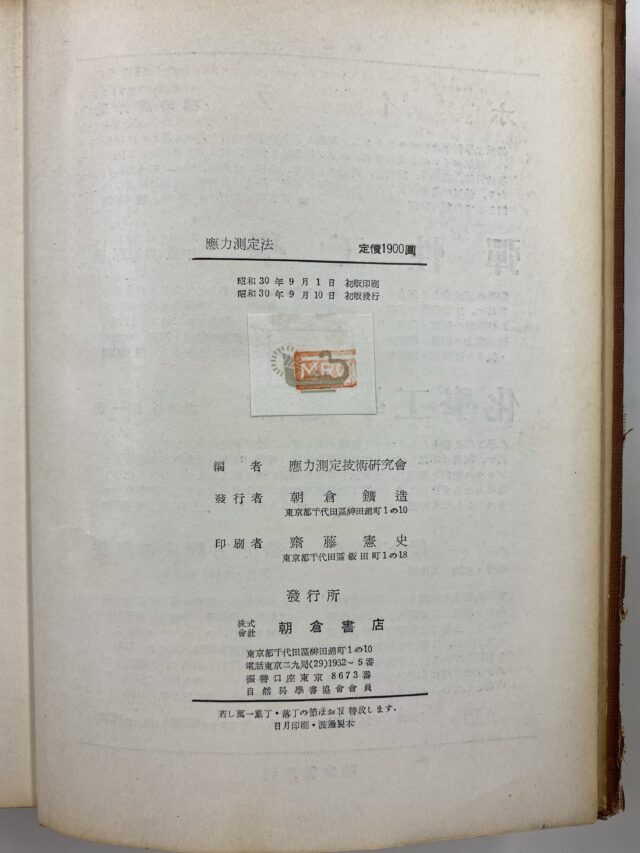 應力測定法 定價1900圓
昭和30年9月1日 初版印刷
昭和30年9月10日 初版發行
編者 應力測定技術研究會
發行者 朝倉鑛造
東京都千代田區神田錦町1の10
印刷者 齋藤憲史
東京都千代田區飯田町1の18
發行所
株式會社 朝倉書店
東京都千代田區神田錦町1の10
電話東京二九局(29)1952~5番
振替口座東京8673番
自然科學書協會會員
若し萬一亂丁・落丁の節はお取替致します.
日月印刷・渡邊製本